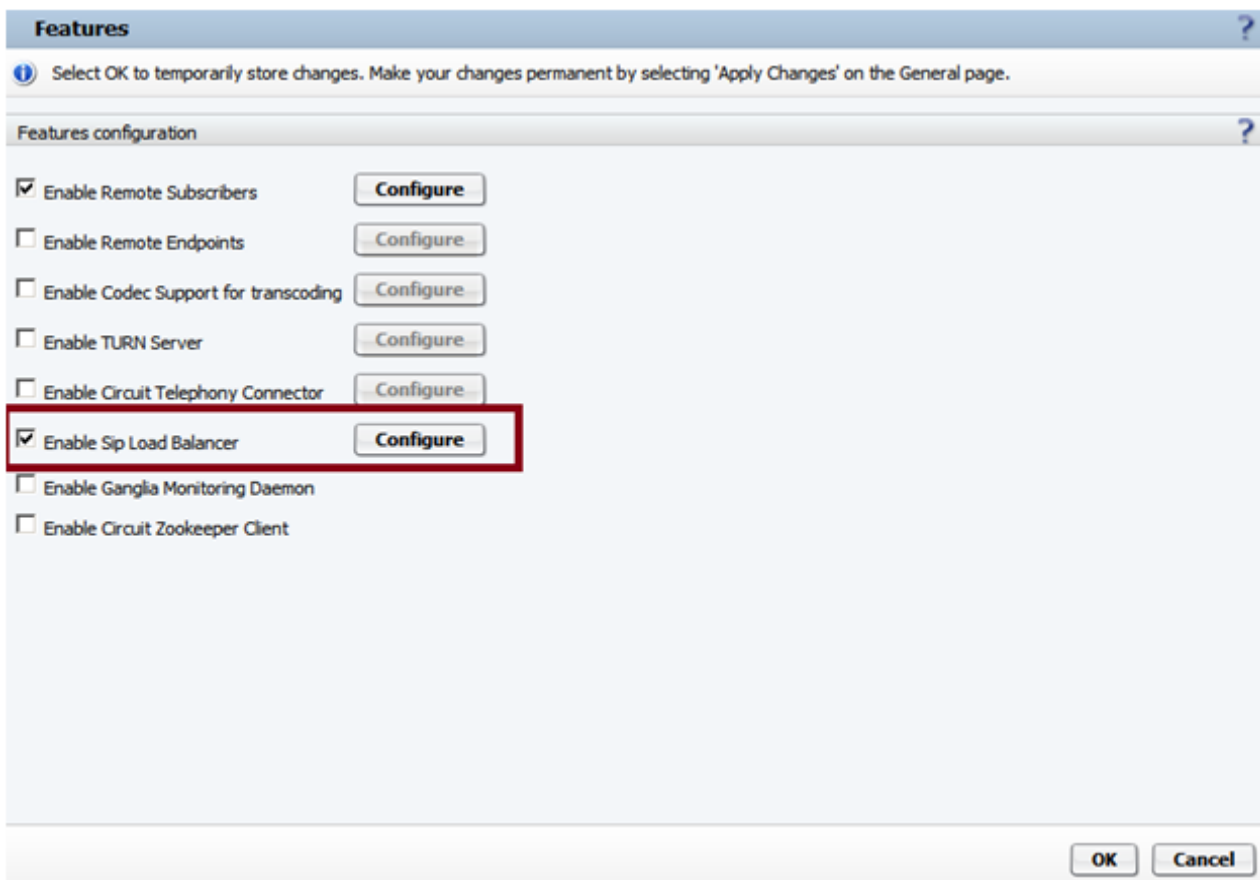 Features ?
Select OK to temporarily store changes. Make your changes permanent by selecting 'Apply Changes' on the General page.
Features configuration ?
Enable Remote Subscribers Configure
Enable Remote Endpoints Configure
Enable Codec Support for transcoding Configure
Enable TURN Server Configure
Enable Circuit Telephony Connector Configure
Enable Sip Load Balancer Configure
Enable Ganglia Monitoring Daemon
Enable Circuit Zookeeper Client
OK Cancel